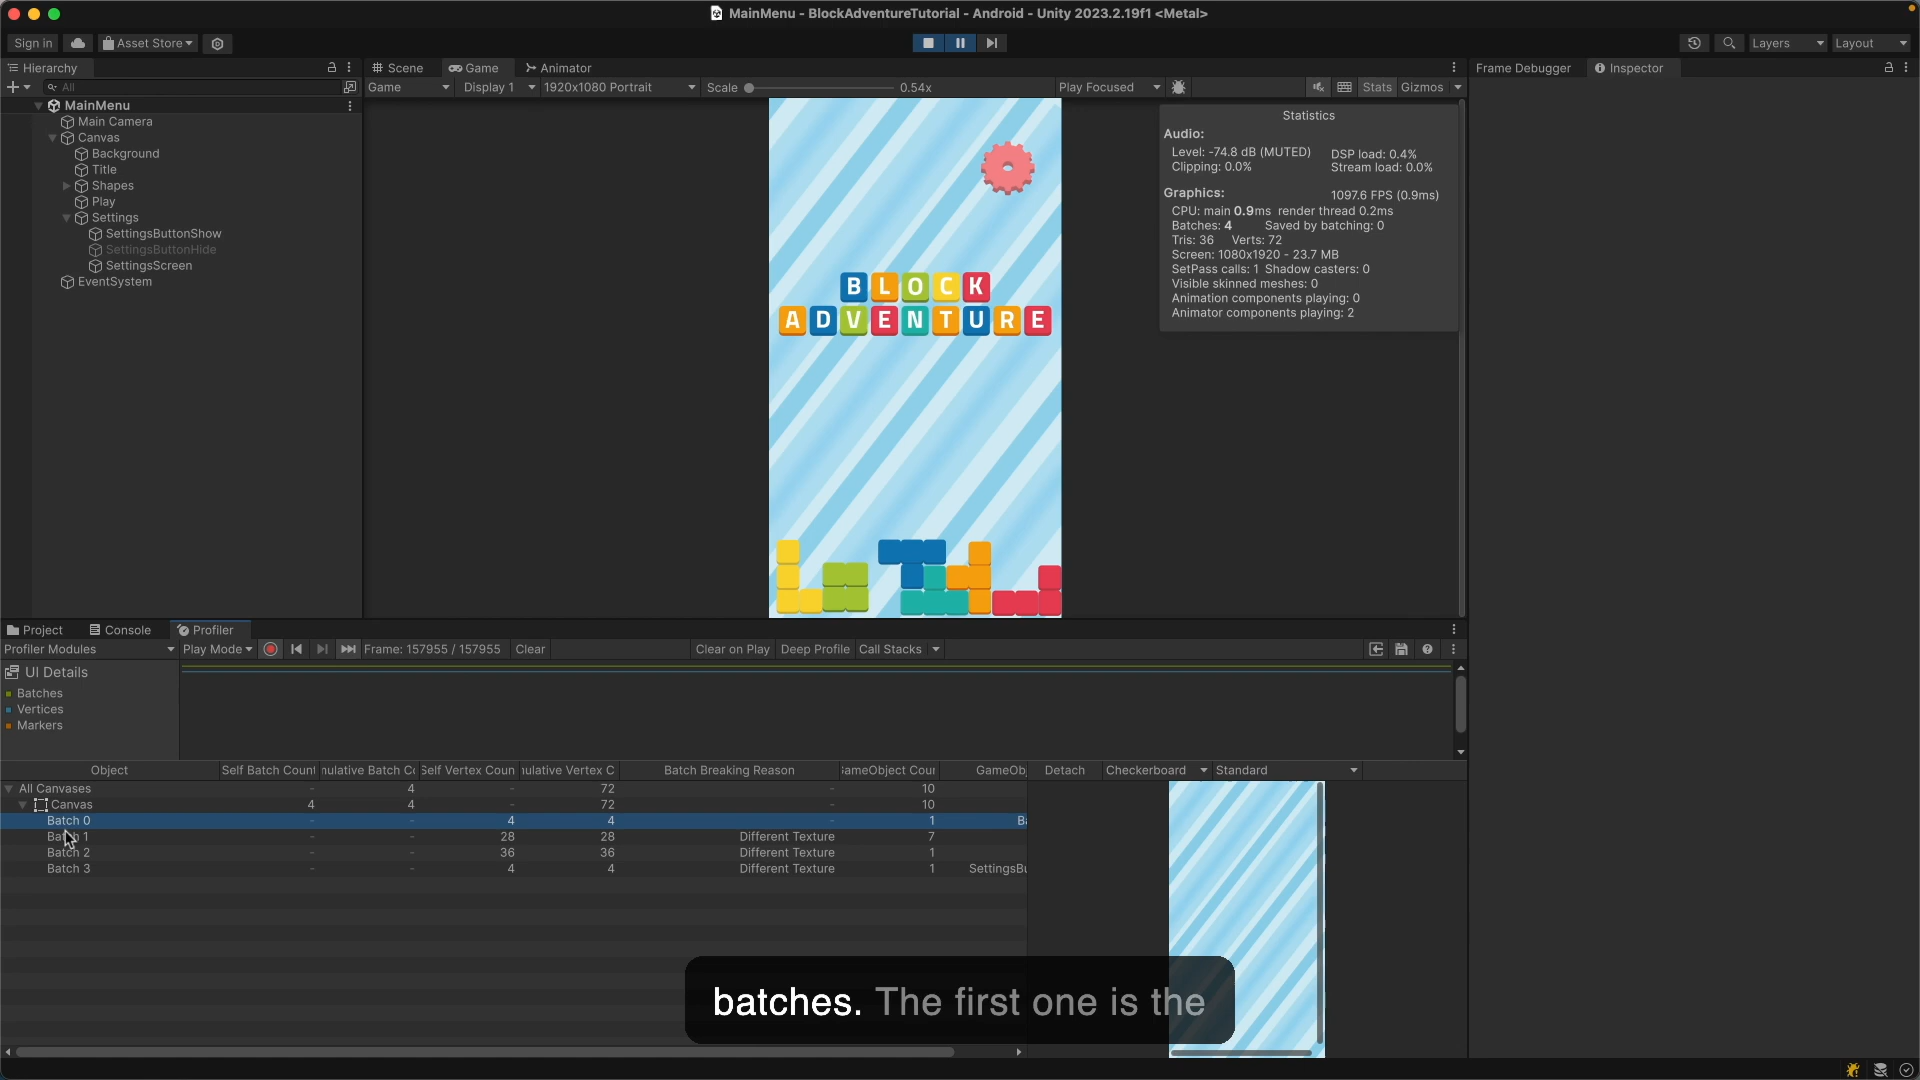 MainMenu - BlockAdventureTutorial - Android - Unity 2023.2.19f1 <Metal>
Sign in
Asset Store
Layers
Layout
Hierarchy
Scene
Game
Animator
Frame Debugger
Inspector
All
Game
Display 1
1920x1080 Portrait
Scale
0.54x
Play Focused
Stats
Gizmos
MainMenu
Main Camera
Canvas
Background
Title
Shapes
Play
Settings
SettingsButtonShow
SettingsButtonHide
SettingsScreen
EventSystem
BLOCK
ADVENTURE
Statistics
Audio:
Level: -74.8 dB (MUTED) DSP load: 0.4%
Clipping: 0.0% Stream load: 0.0%
Graphics: 1097.6 FPS (0.9ms)
CPU: main 0.9ms render thread 0.2ms
Batches: 4 Saved by batching: 0
Tris: 36 Verts: 72
Screen: 1080x1920 - 23.7 MB
SetPass calls: 1 Shadow casters: 0
Visible skinned meshes: 0
Animation components playing: 0
Animator components playing: 2
Project
Console
Profiler
Profiler Modules
Play Mode
Frame: 157955 / 157955
Clear
Clear on Play
Deep Profile
Call Stacks
UI Details
Batches
Vertices
Markers
Object Self Batch Count nulative Batch Co Self Vertex Coun nulative Vertex C Batch Breaking Reason GameObject Cour GameOb Detach Checkerboard Standard
All Canvases - 4 - 72 - 10
Canvas 4 4 - 72 - 10
Batch 0 - - 4 4 - 1 Ba
Batch 1 - - 28 28 Different Texture 7
Batch 2 - - 36 36 Different Texture 1
Batch 3 - - 4 4 Different Texture 1 SettingsBu
batches. The first one is the